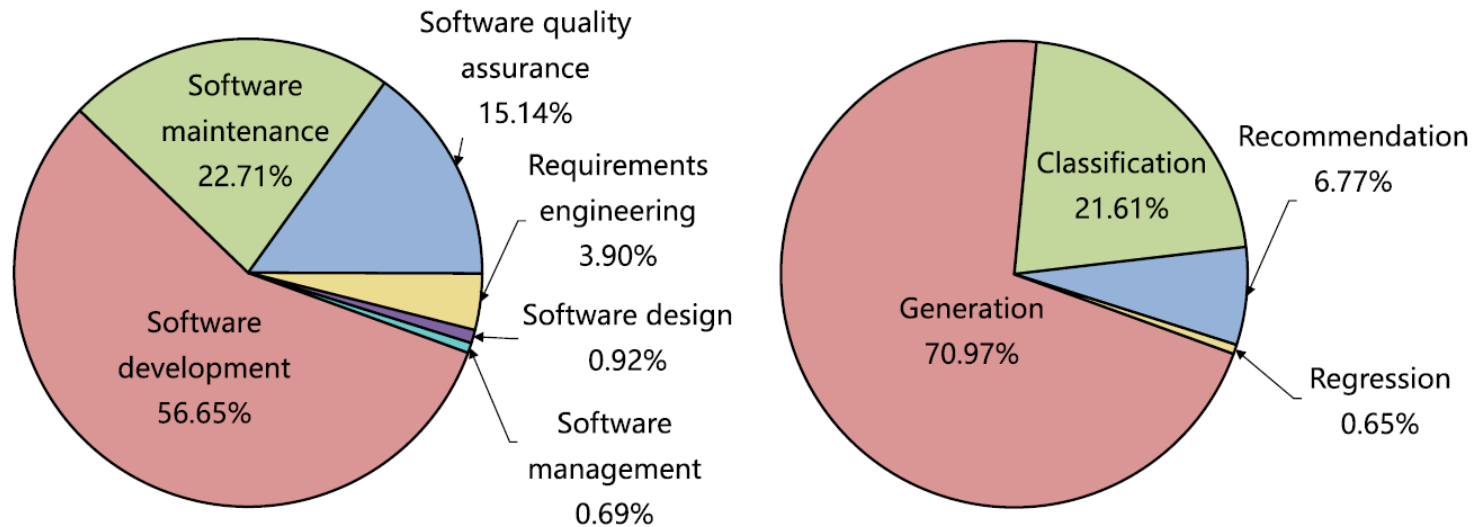 Software quality
assurance
15.14%
Software
maintenance
22.71%
Requirements
engineering
3.90%
Software design
0.92%
Software
development
56.65%
Software
management
0.69%
Classification
21.61%
Recommendation
6.77%
Generation
70.97%
Regression
0.65%